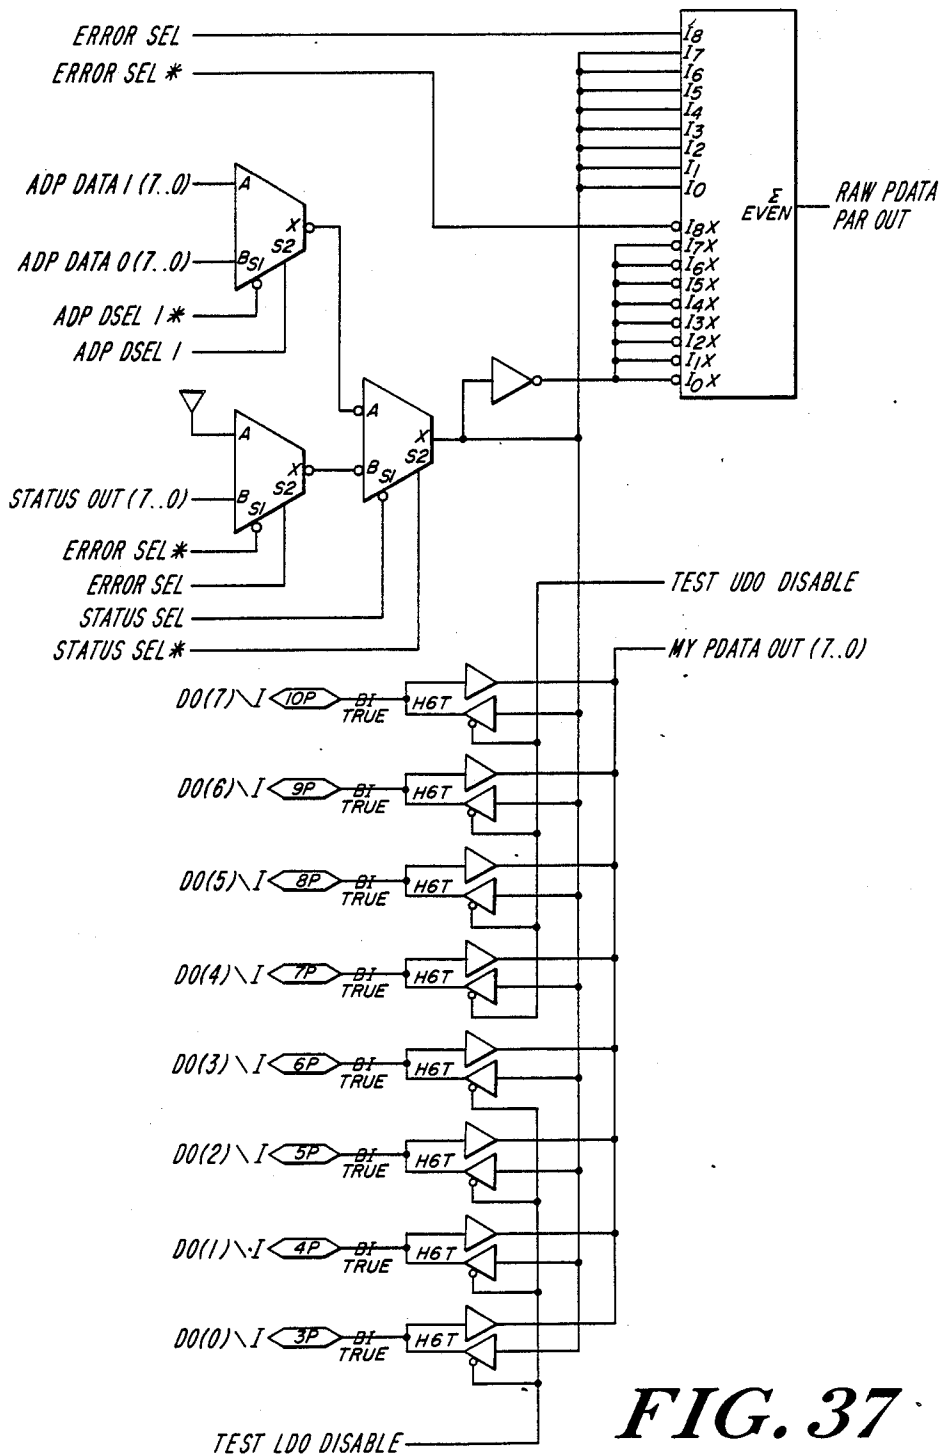 ERROR SEL
ERROR SEL *
I8
I7
I6
I5
I4
I3
I2
I1
I0
I8X
I7X
I6X
I5X
I4X
I3X
I2X
I1X
I0X
Σ
EVEN
RAW PDATA
PAR OUT
ADP DATA 1 (7..0)
A
X
S2
ADP DATA 0 (7..0)
B
S1
ADP DSEL 1 *
ADP DSEL 1
A
X
S2
B
S1
A
X
S2
STATUS OUT (7..0)
B
S1
ERROR SEL *
ERROR SEL
STATUS SEL
STATUS SEL *
TEST UDO DISABLE
MY PDATA OUT (7..0)
DO(7)\I 10P BI H6T
TRUE
DO(6)\I 9P BI H6T
TRUE
DO(5)\I 8P BI H6T
TRUE
DO(4)\I 7P BI H6T
TRUE
DO(3)\I 6P BI H6T
TRUE
DO(2)\I 5P BI H6T
TRUE
DO(1)\I 4P BI H6T
TRUE
DO(0)\I 3P BI H6T
TRUE
TEST LDO DISABLE
FIG. 37